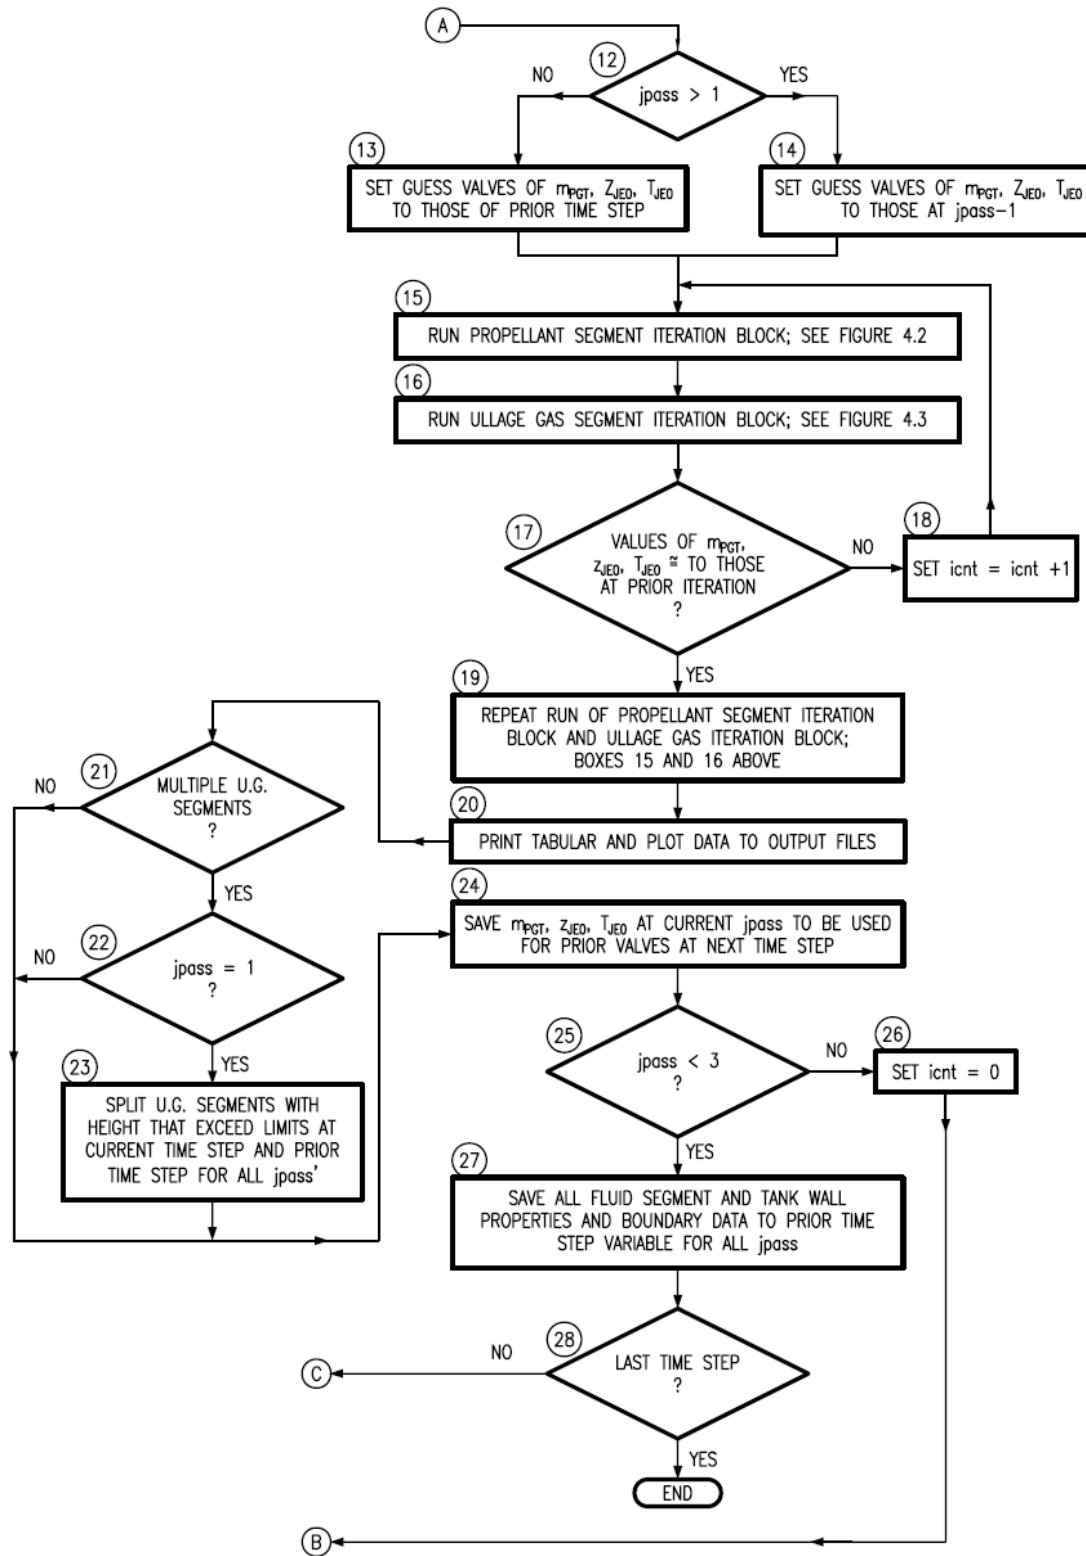 A
12
NO
YES
jpass > 1
13
14
SET GUESS VALVES OF mPGT, ZJEO, TJEO
TO THOSE OF PRIOR TIME STEP
SET GUESS VALVES OF mPGT, ZJEO, TJEO
TO THOSE AT jpass-1
15
RUN PROPELLANT SEGMENT ITERATION BLOCK; SEE FIGURE 4.2
16
RUN ULLAGE GAS SEGMENT ITERATION BLOCK; SEE FIGURE 4.3
17
VALUES OF mPGT,
zJEO, TJEO ≅ TO THOSE
AT PRIOR ITERATION
?
NO
18
SET icnt = icnt +1
YES
19
REPEAT RUN OF PROPELLANT SEGMENT ITERATION
BLOCK AND ULLAGE GAS ITERATION BLOCK;
BOXES 15 AND 16 ABOVE
20
PRINT TABULAR AND PLOT DATA TO OUTPUT FILES
21
NO
MULTIPLE U.G.
SEGMENTS
?
YES
22
NO
jpass = 1
?
YES
23
SPLIT U.G. SEGMENTS WITH
HEIGHT THAT EXCEED LIMITS AT
CURRENT TIME STEP AND PRIOR
TIME STEP FOR ALL jpass'
24
SAVE mPGT, zJEO, TJEO AT CURRENT jpass TO BE USED
FOR PRIOR VALUES AT NEXT TIME STEP
25
jpass < 3
?
NO
26
SET icnt = 0
YES
27
SAVE ALL FLUID SEGMENT AND TANK WALL
PROPERTIES AND BOUNDARY DATA TO PRIOR TIME
STEP VARIABLE FOR ALL jpass
28
NO
LAST TIME STEP
?
C
YES
END
B